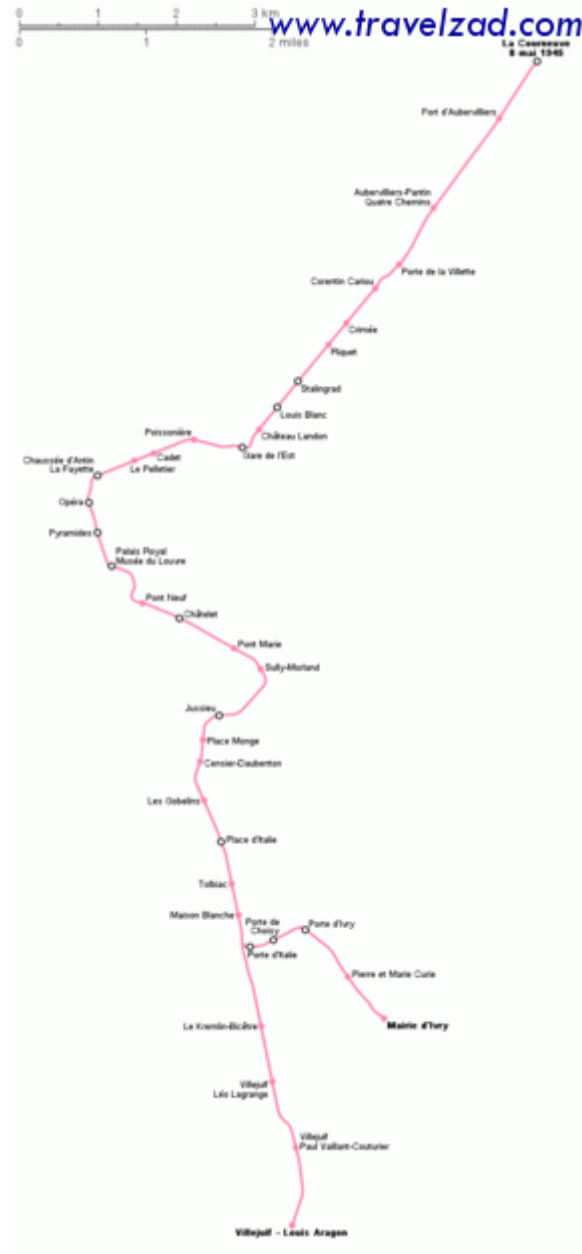 0 1 2 3 km
www.travelzad.com
0 1 2 miles
La Courneuve
8 mai 1945
Fort d'Aubervilliers
Aubervilliers-Pantin
Quatre Chemins
Porte de la Villette
Corentin Cariou
Crimée
Riquet
Stalingrad
Louis Blanc
Château Landon
Gare de l'Est
Poissonière
Cadet
Le Pelletier
Chaussée d'Antin
La Fayette
Opéra
Pyramides
Palais Royal
Musée du Louvre
Pont Neuf
Châtelet
Pont Marie
Sully-Morland
Jussieu
Place Monge
Censier-Daubenton
Les Gobelins
Place d'Italie
Tolbiac
Maison Blanche
Porte de
Choisy
Porte d'Ivry
Porte d'Italie
Pierre et Marie Curie
Mairie d'Ivry
Le Kremlin-Bicêtre
Villejuif
Léo Lagrange
Villejuif
Paul Vaillant-Couturier
Villejuif - Louis Aragon